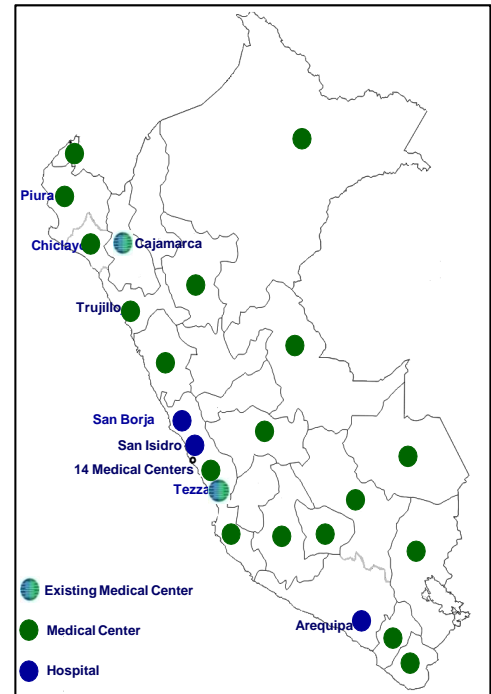 Piura
Chiclayo
Cajamarca
Trujillo
San Borja
San Isidro
14 Medical Centers
Tezza
Existing Medical Center
Arequipa
Medical Center
Hospital